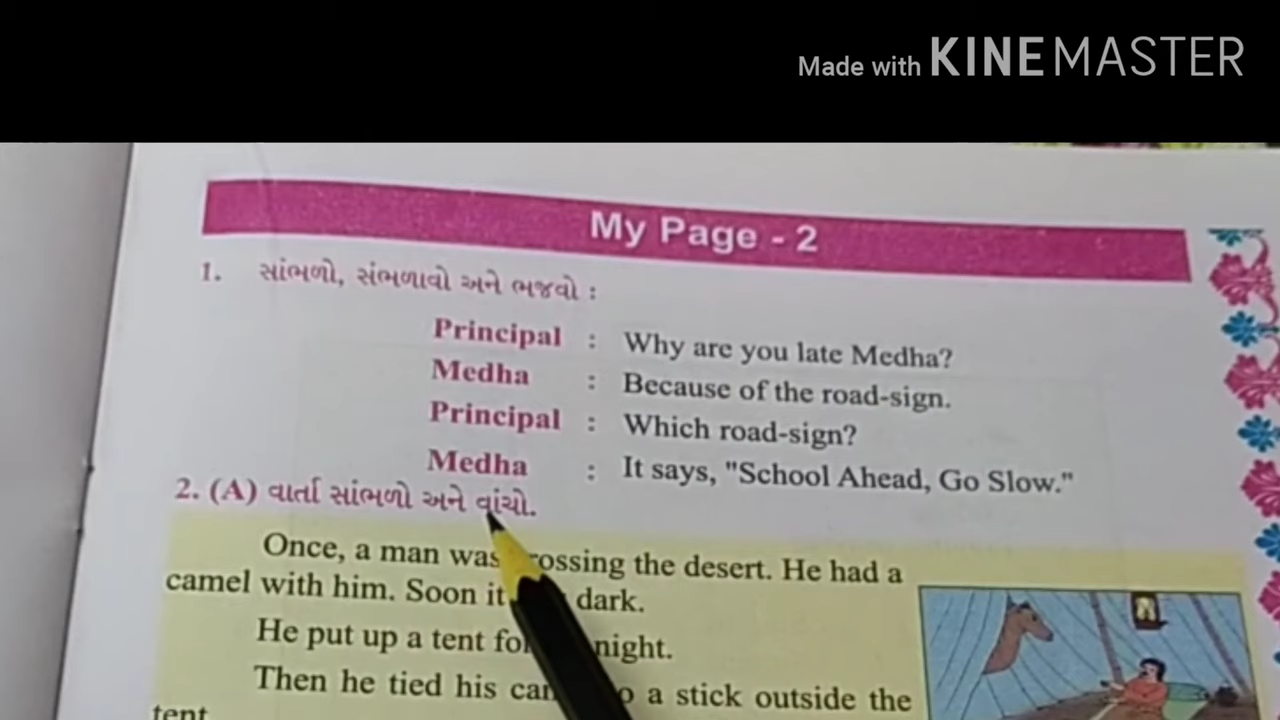 Made with KINEMASTER
My Page - 2
1. સાંભળો, સંભળાવો અને ભજવો :
Principal : Why are you late Medha?
Medha : Because of the road-sign.
Principal : Which road-sign?
Medha : It says, "School Ahead, Go Slow."
2. (A) વાર્તા સાંભળો અને વાંચો.
Once, a man was crossing the desert. He had a
camel with him. Soon it dark.
He put up a tent for night.
Then he tied his to a stick outside the
tent